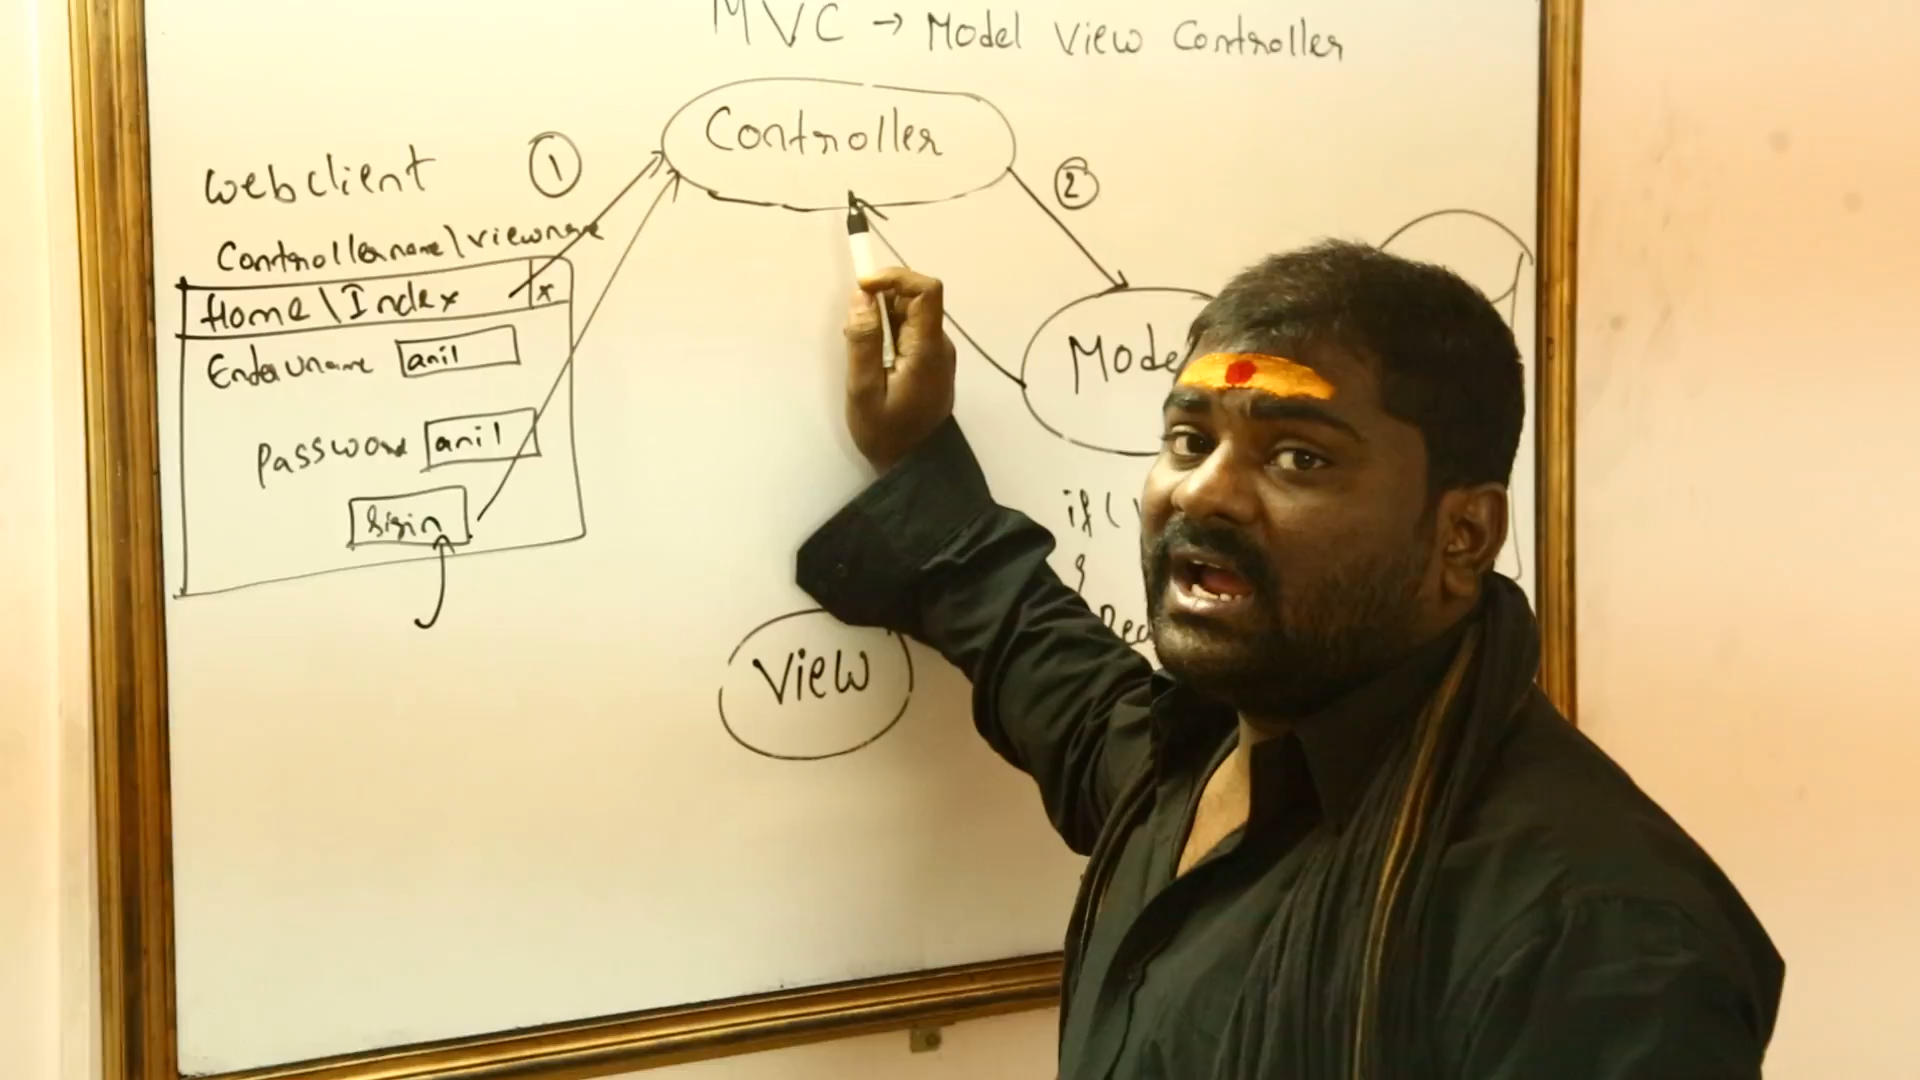 MVC → Model View Controller
Controller
webclient
1
2
Controllername\viewname
Home\Index x
Enter uname anil
Mode
password anil
signin
if (
View